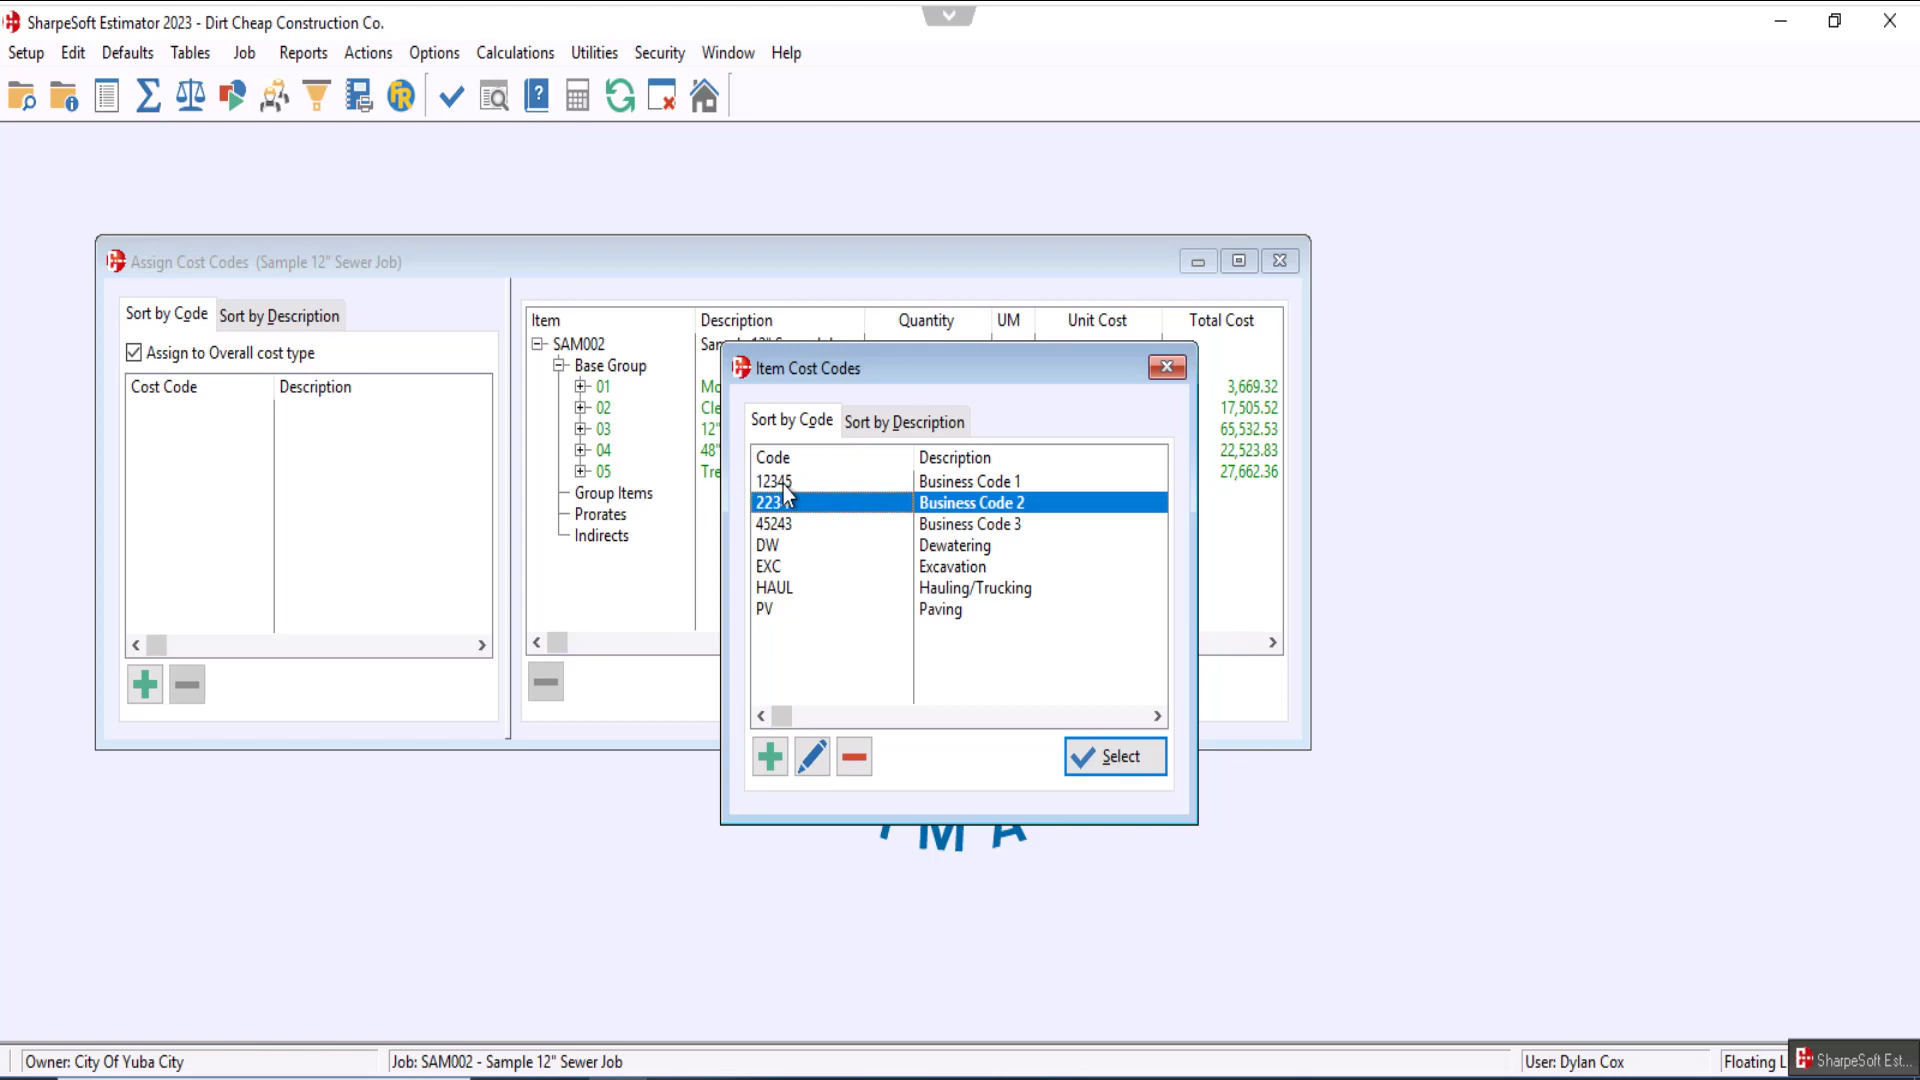 SharpeSoft Estimator 2023 - Dirt Cheap Construction Co.
Setup Edit Defaults Tables Job Reports Actions Options Calculations Utilities Security Window Help
Assign Cost Codes (Sample 12" Sewer Job)
Sort by Code Sort by Description
Assign to Overall cost type
Cost Code Description
Item Description Quantity UM Unit Cost Total Cost
SAM002
Base Group
01 3,669.32
02 17,505.52
03 12" 65,532.53
04 48" 22,523.83
05 27,662.36
Group Items
Prorates
Indirects
Item Cost Codes
Sort by Code Sort by Description
Code Description
12345 Business Code 1
Business Code 2
45243 Business Code 3
DW Dewatering
EXC Excavation
HAUL Hauling/Trucking
PV Paving
Select
Owner: City Of Yuba City Job: SAM002 - Sample 12" Sewer Job User: Dylan Cox Floating L SharpeSoft Est...